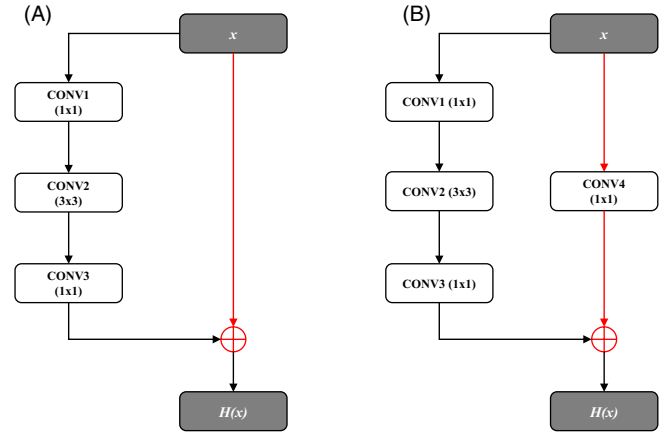 (A)
x
CONV1
(1x1)
CONV2
(3x3)
CONV3
(1x1)
H(x)
(B)
x
CONV1 (1x1)
CONV2 (3x3)
CONV4
(1x1)
CONV3 (1x1)
H(x)